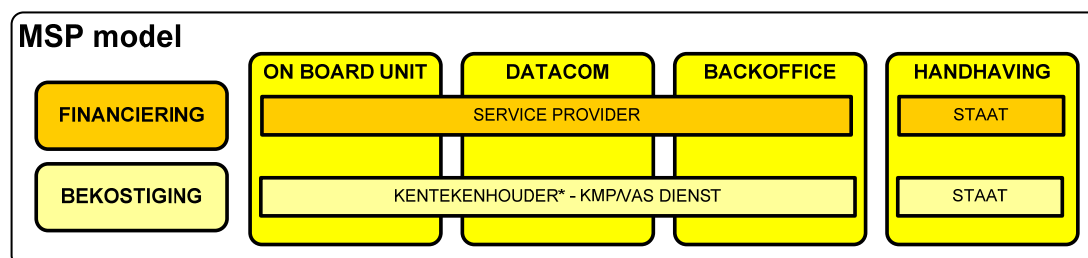 MSP model
ON BOARD UNIT
DATACOM
BACKOFFICE
HANDHAVING
FINANCIERING
SERVICE PROVIDER
STAAT
BEKOSTIGING
KENTEKENHOUDER* - KMP/VAS DIENST
STAAT